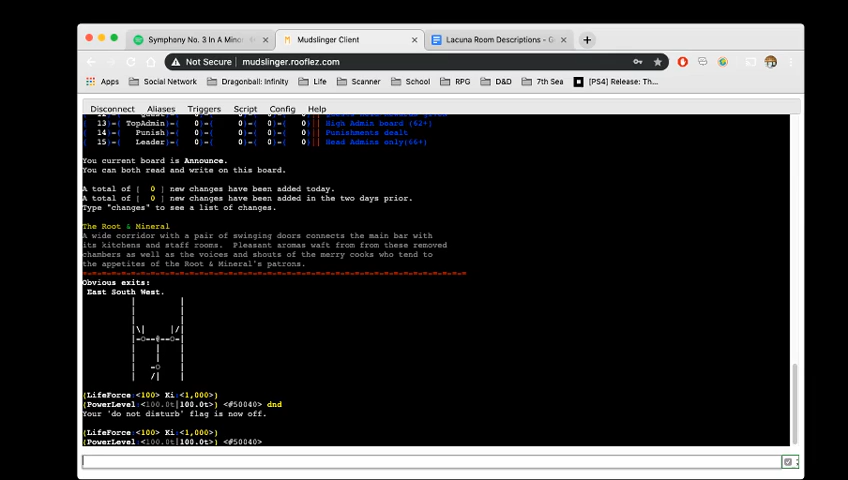 Symphony No. 3 In A Mino
Mudslinger Client
Lacuna Room Descriptions - G
Not Secure | mudslinger.rooflez.com
Apps Social Network Dragonball: Infinity Life Scanner School RPG D&D 7th Sea [PS4] Release: Th...
Disconnect Aliases Triggers Script Config Help
( 13)=( TopAdmin )=( 0)=( 0)=( 0)|| High Admin board (62+)
( 14)=( Punish )=( 0)=( 0)=( 0)|| Punishments dealt
( 15)=( Leader )=( 0)=( 0)=( 0)|| Head Admins only(66+)
You current board is Announce.
You can both read and write on this board.
A total of [ 0 ] new changes have been added today.
A total of [ 0 ] new changes have been added in the two days prior.
Type "changes" to see a list of changes.
The Root & Mineral
A wide corridor with a pair of swinging doors connects the main bar with
its kitchens and staff rooms. Pleasant aromas waft from from these removed
chambers as well as the voices and shouts of the merry cooks who tend to
the appetites of the Root & Mineral's patrons.
Obvious exits:
East South West.
(LifeForce:<100> Ki:<1,000>)
(PowerLevel:<100.0t|100.0t>) <#50040> dnd
Your 'do not disturb' flag is now off.
(LifeForce:<100> Ki:<1,000>)
(PowerLevel:<100.0t|100.0t>) <#50040>